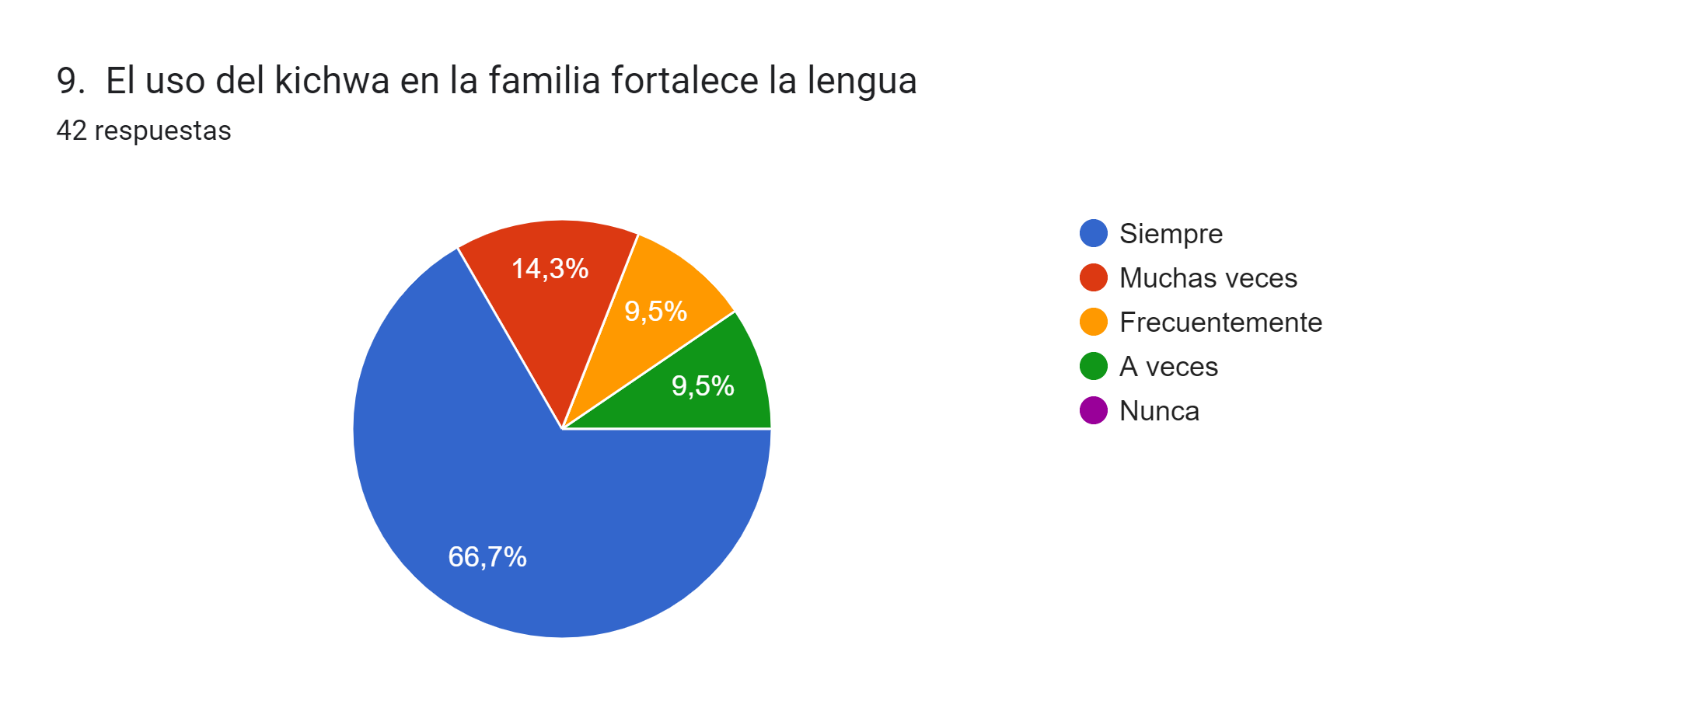 9. El uso del kichwa en la familia fortalece la lengua
42 respuestas
14,3%
9,5%
9,5%
66,7%
Siempre
Muchas veces
Frecuentemente
A veces
Nunca